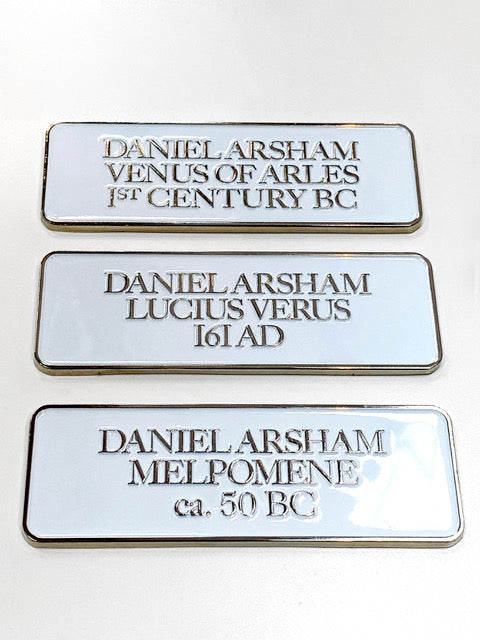 DANIEL ARSHAM
VENUS OF ARLES
1ST CENTURY BC
DANIEL ARSHAM
LUCIUS VERUS
161 AD
DANIEL ARSHAM
MELPOMENE
ca. 50 BC